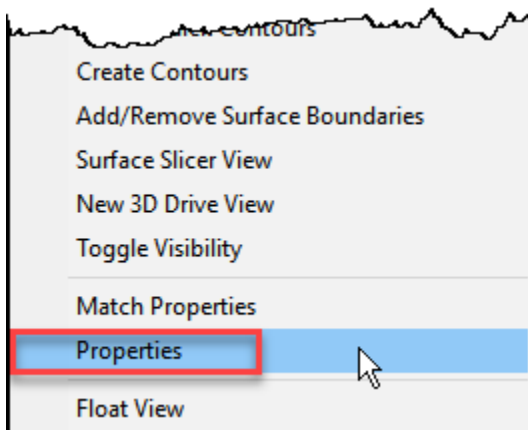 Contours
Create Contours
Add/Remove Surface Boundaries
Surface Slicer View
New 3D Drive View
Toggle Visibility
Match Properties
Properties
Float View